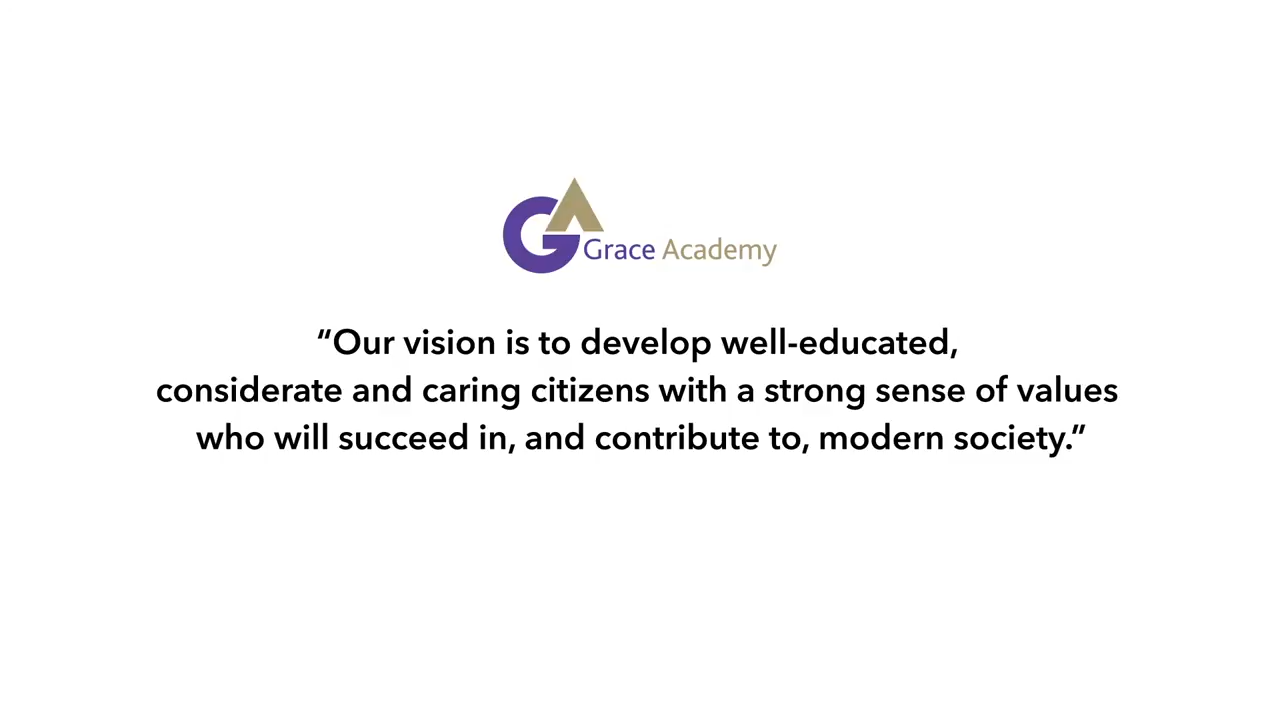 GA Grace Academy
“Our vision is to develop well-educated,
considerate and caring citizens with a strong sense of values
who will succeed in, and contribute to, modern society.”